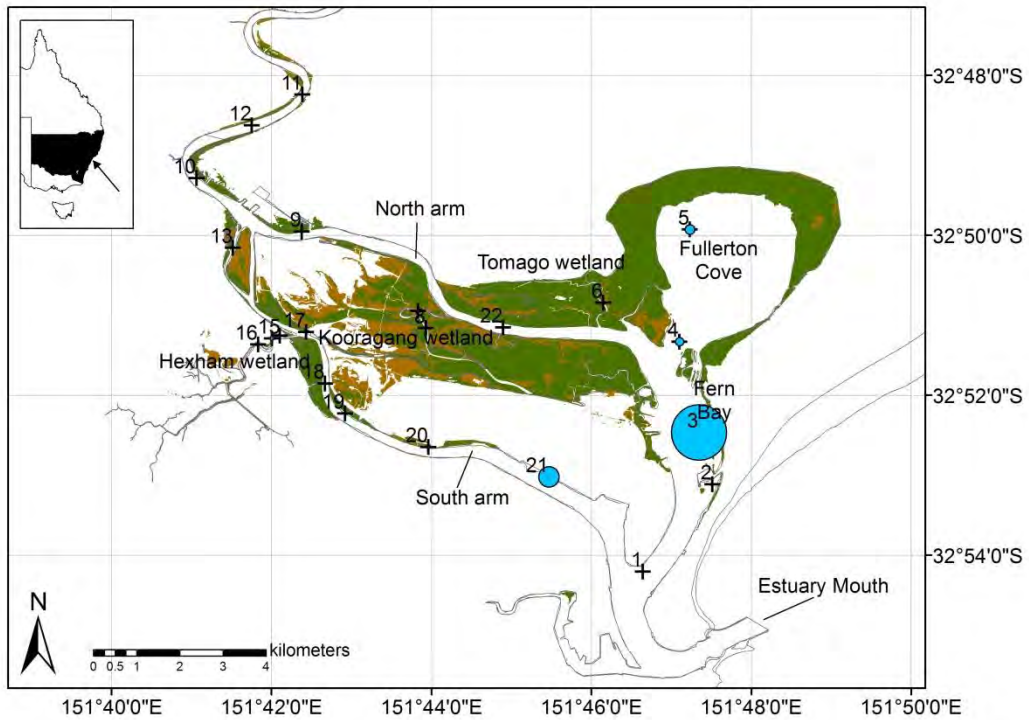 32°48'0"S
11
12
10
North arm
9
5
32°50'0"S
13
Fullerton
Cove
Tomago wetland
6
22
4
17
15
16
Kooragang wetland
Hexham wetland
18
Fern
Bay
32°52'0"S
19
3
20
21
2
South arm
1
32°54'0"S
Estuary Mouth
N
kilometers
0 0.5 1 2 3 4
151°40'0"E 151°42'0"E 151°44'0"E 151°46'0"E 151°48'0"E 151°50'0"E